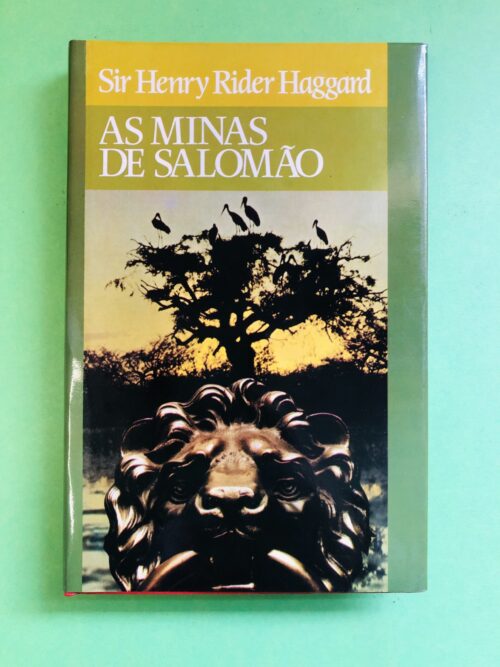 Sir Henry Rider Haggard
AS MINAS
DE SALOMÃO